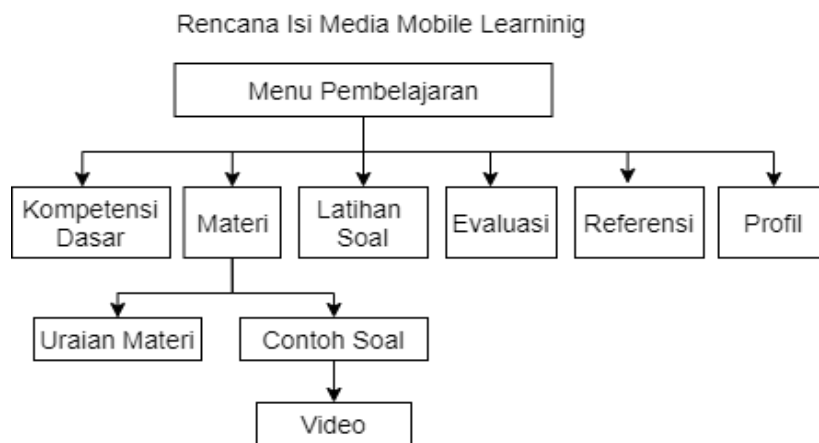 Rencana Isi Media Mobile Learninig
Menu Pembelajaran
Kompetensi
Dasar
Materi
Latihan
Soal
Evaluasi
Referensi
Profil
Uraian Materi
Contoh Soal
Video